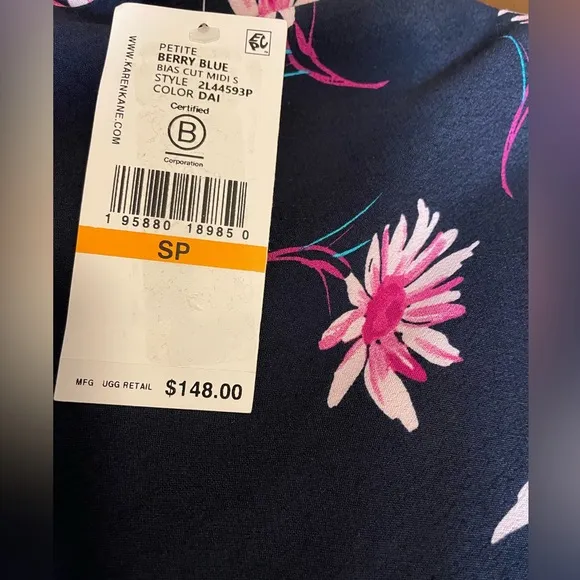 PETITE
BERRY BLUE
BIAS CUT MIDI S
STYLE 2L44593P
COLOR DAI
WWW.KARENKANE.COM
Certified
B
Corporation
1 95880 18985 0
SP
MFG UGG RETAIL $148.00